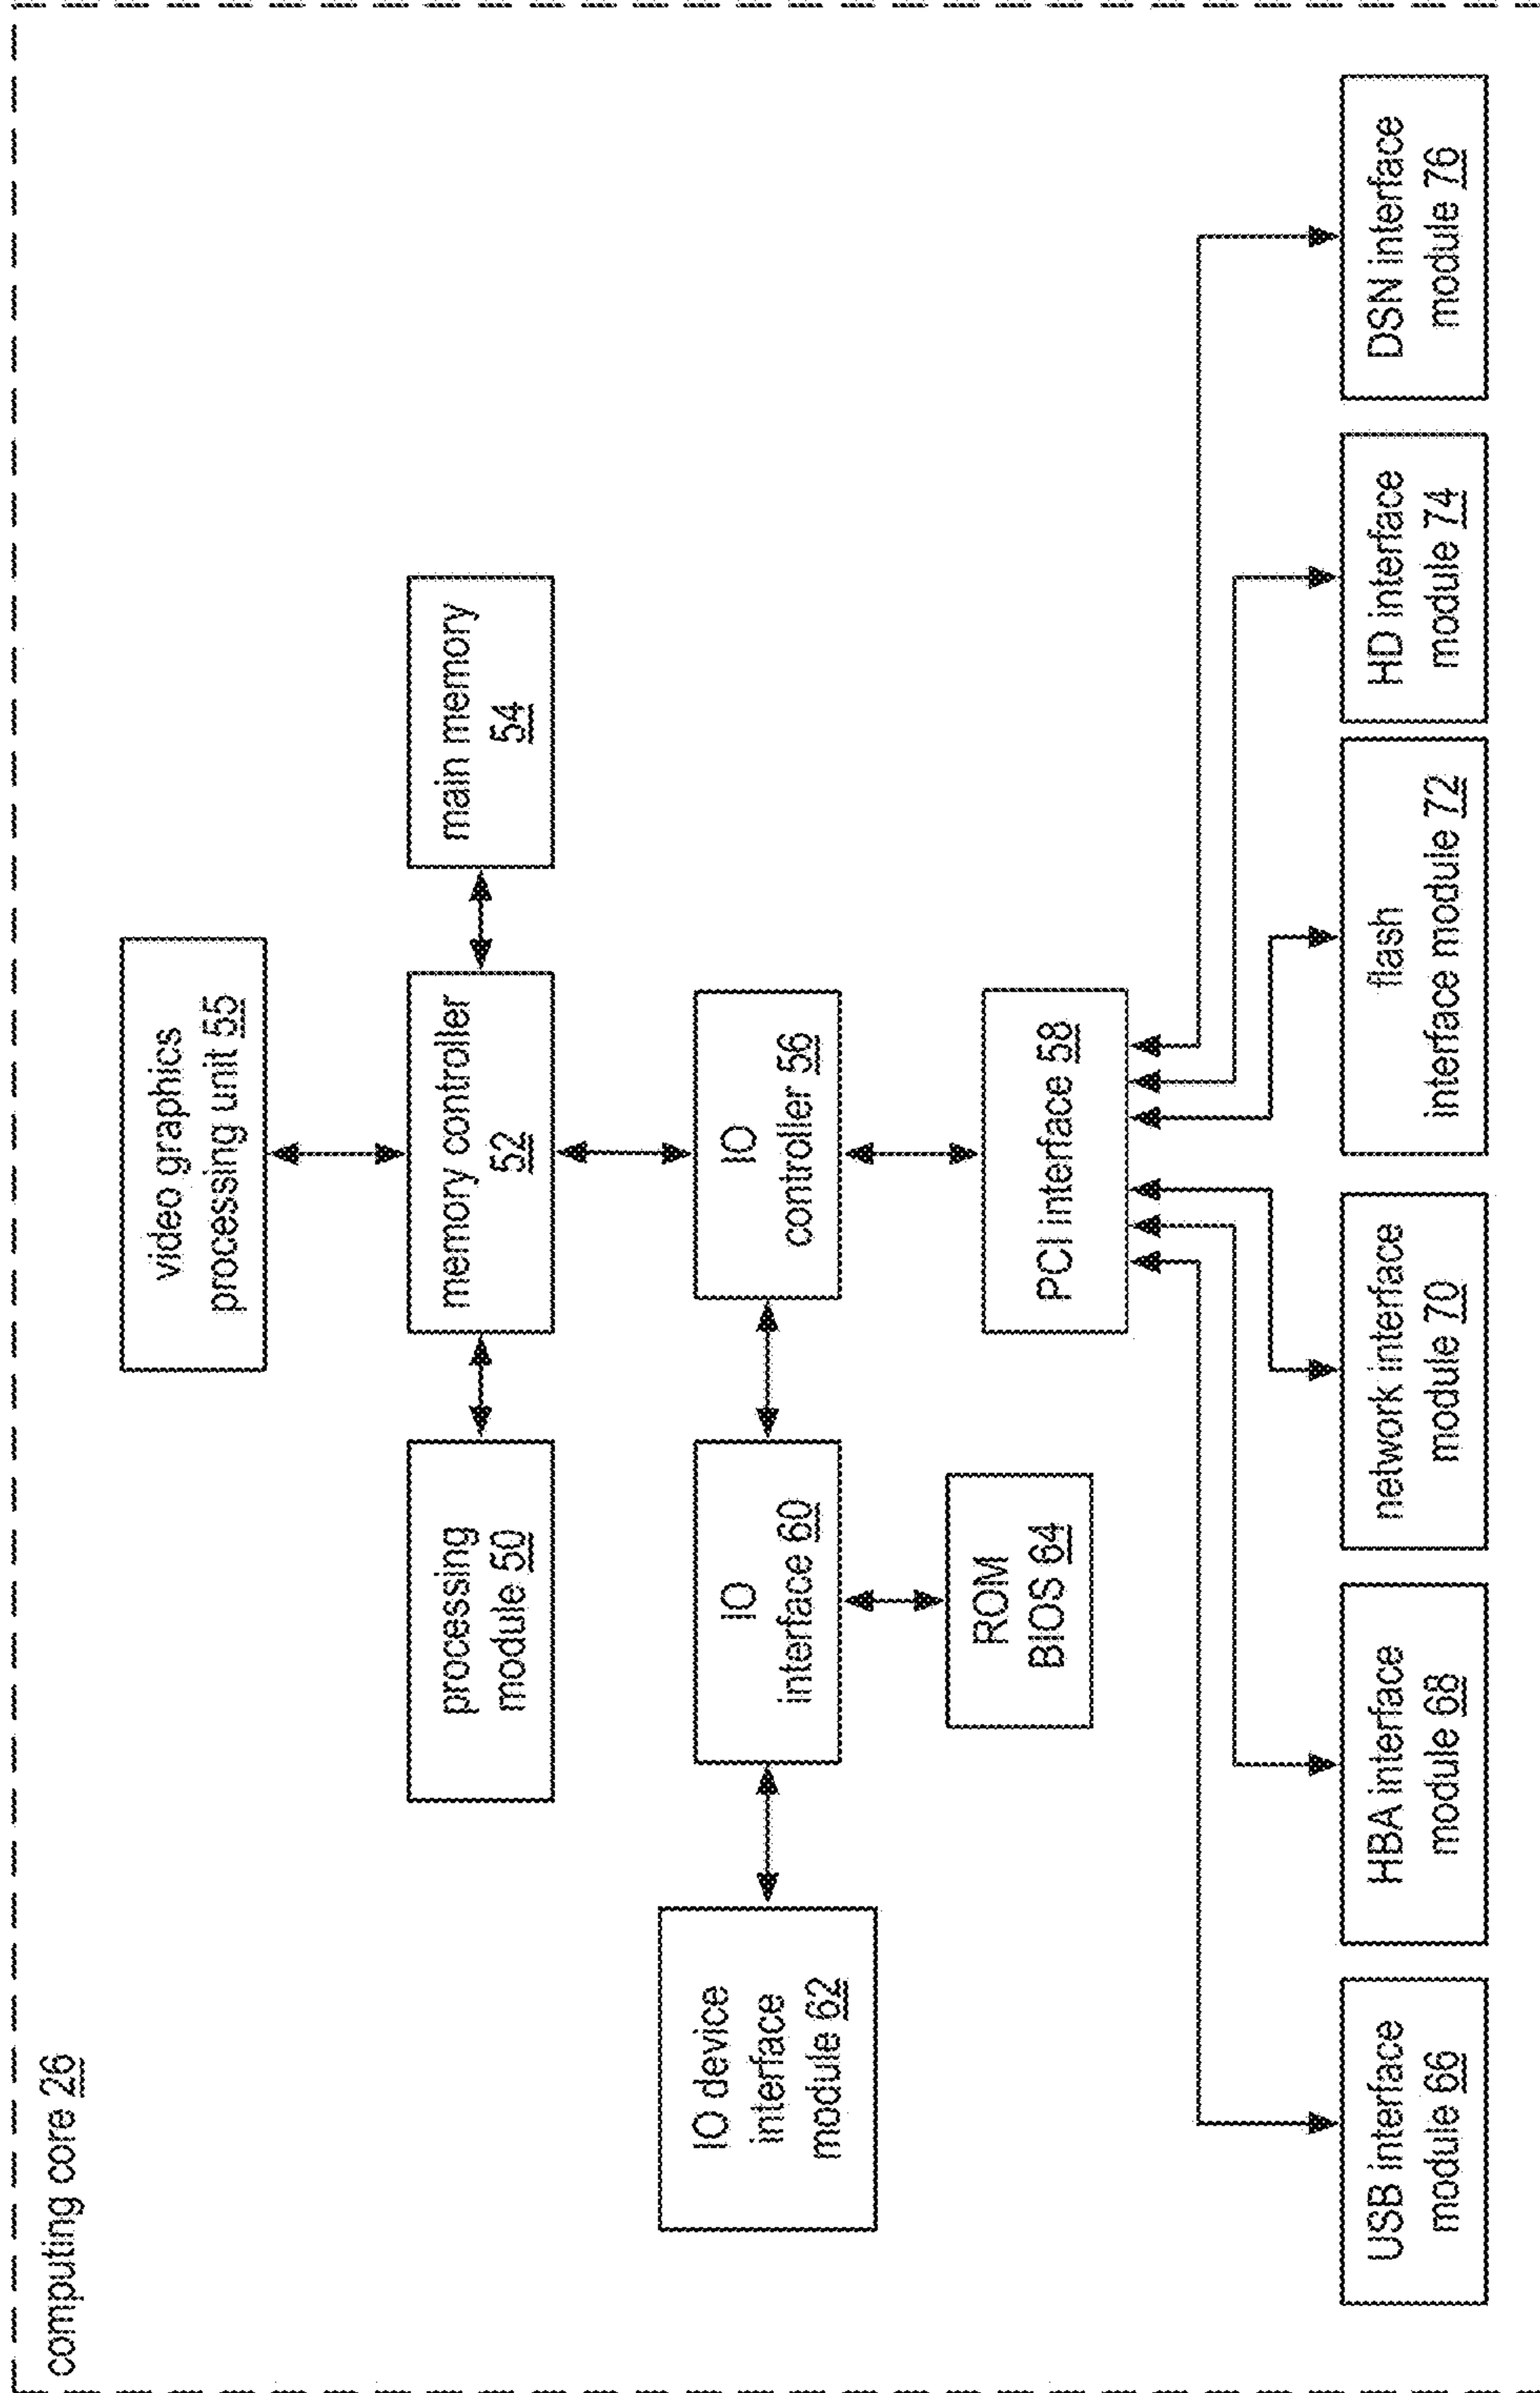 computing core 26
video graphics
processing unit 55
processing
module 50
memory controller
52
main memory
54
IO device
interface
module 62
IO
interface 60
IO
controller 56
ROM
BIOS 64
PCI interface 58
USB interface
module 66
HBA interface
module 68
network interface
module 70
flash
interface module 72
HD interface
module 74
DSN interface
module 76